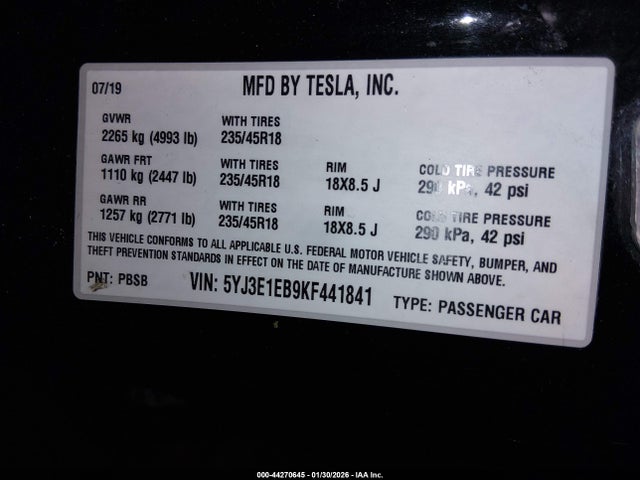 07/19 MFD BY TESLA, INC.
GVWR WITH TIRES
2265 kg (4993 lb) 235/45R18
GAWR FRT WITH TIRES RIM COLD TIRE PRESSURE
1110 kg (2447 lb) 235/45R18 18X8.5 J 290 kPa, 42 psi
GAWR RR WITH TIRES RIM COLD TIRE PRESSURE
1257 kg (2771 lb) 235/45R18 18X8.5 J 290 kPa, 42 psi
THIS VEHICLE CONFORMS TO ALL APPLICABLE U.S. FEDERAL MOTOR VEHICLE SAFETY, BUMPER, AND
THEFT PREVENTION STANDARDS IN EFFECT ON THE DATE OF MANUFACTURE SHOWN ABOVE.
PNT: PBSB VIN: 5YJ3E1EB9KF441841 TYPE: PASSENGER CAR
000-44270645 - 01/30/2026 - IAA Inc.